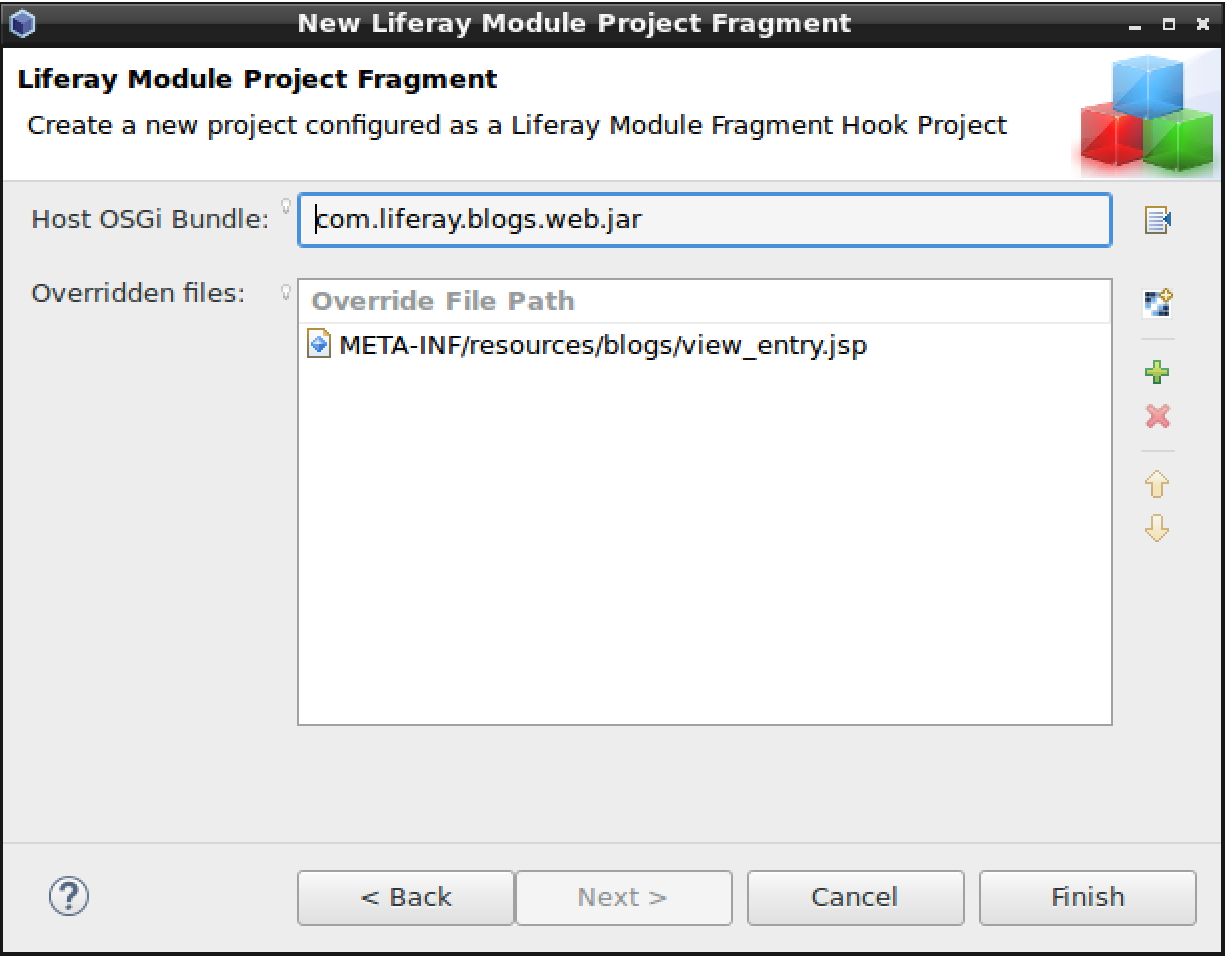 New Liferay Module Project Fragment
Liferay Module Project Fragment
Create a new project configured as a Liferay Module Fragment Hook Project
Host OSGi Bundle: com.liferay.blogs.web.jar
Overridden files:
Override File Path
META-INF/resources/blogs/view_entry.jsp
? < Back Next > Cancel Finish